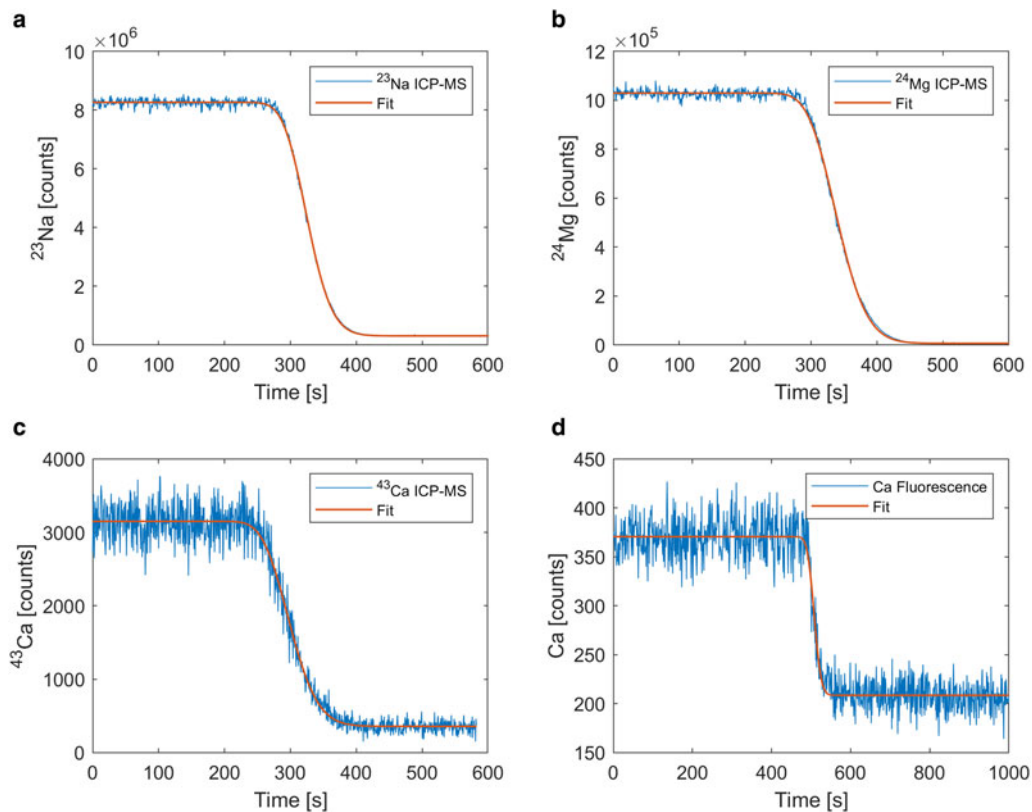 a
×10⁶
10
8
6
4
2
0
0 100 200 300 400 500 600
²³Na [counts]
Time [s]
²³Na ICP-MS
Fit
b
×10⁵
12
10
8
6
4
2
0
0 100 200 300 400 500 600
²⁴Mg [counts]
Time [s]
²⁴Mg ICP-MS
Fit
c
4000
3000
2000
1000
0
0 100 200 300 400 500 600
⁴³Ca [counts]
Time [s]
⁴³Ca ICP-MS
Fit
d
450
400
350
300
250
200
150
0 200 400 600 800 1000
Ca [counts]
Time [s]
Ca Fluorescence
Fit